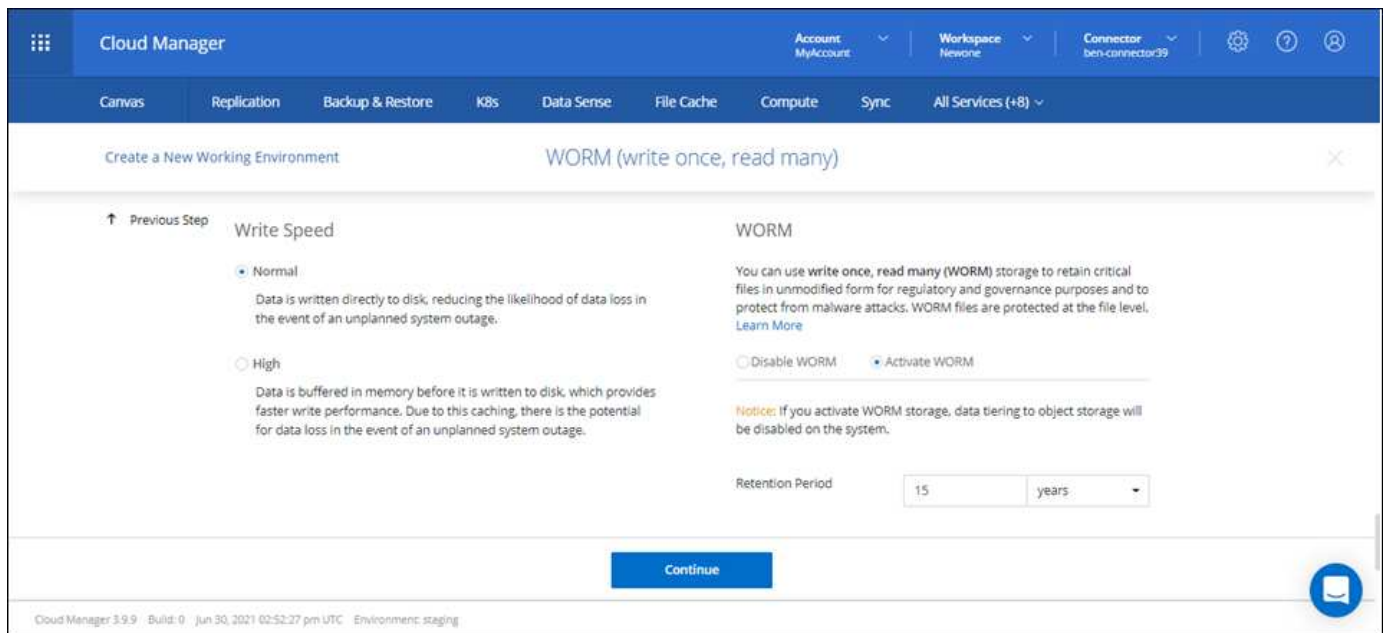 Cloud Manager
Account
MyAccount
Workspace
Newone
Connector
ben-connector39
Canvas
Replication
Backup & Restore
K8s
Data Sense
File Cache
Compute
Sync
All Services (+8)
Create a New Working Environment
WORM (write once, read many)
↑ Previous Step
Write Speed
Normal
Data is written directly to disk, reducing the likelihood of data loss in
the event of an unplanned system outage.
High
Data is buffered in memory before it is written to disk, which provides
faster write performance. Due to this caching, there is the potential
for data loss in the event of an unplanned system outage.
WORM
You can use write once, read many (WORM) storage to retain critical
files in unmodified form for regulatory and governance purposes and to
protect from malware attacks. WORM files are protected at the file level.
Learn More
Disable WORM
Activate WORM
Notice: If you activate WORM storage, data tiering to object storage will
be disabled on the system.
Retention Period
15
years
Continue
Cloud Manager 3.9.9 Build: 0 Jun 30, 2021 02:52:27 pm UTC Environment: staging